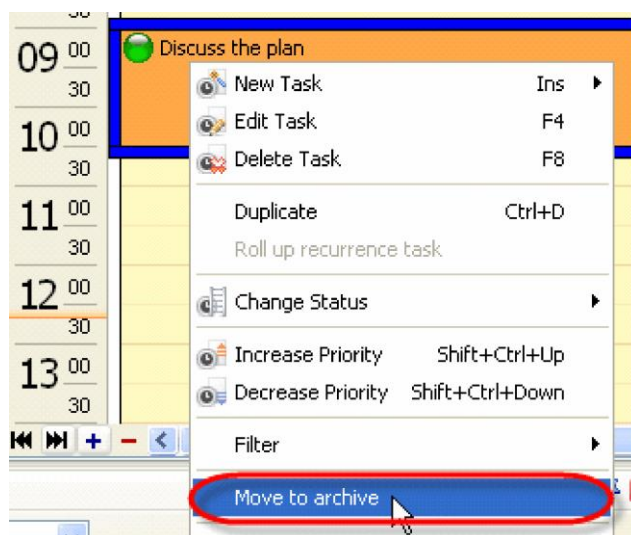 09 00
Discuss the plan
30
New Task Ins
10 00
Edit Task F4
30
Delete Task F8
11 00
Duplicate Ctrl+D
30
Roll up recurrence task
12 00
Change Status
30
13 00
Increase Priority Shift+Ctrl+Up
30
Decrease Priority Shift+Ctrl+Down
Filter
Move to archive